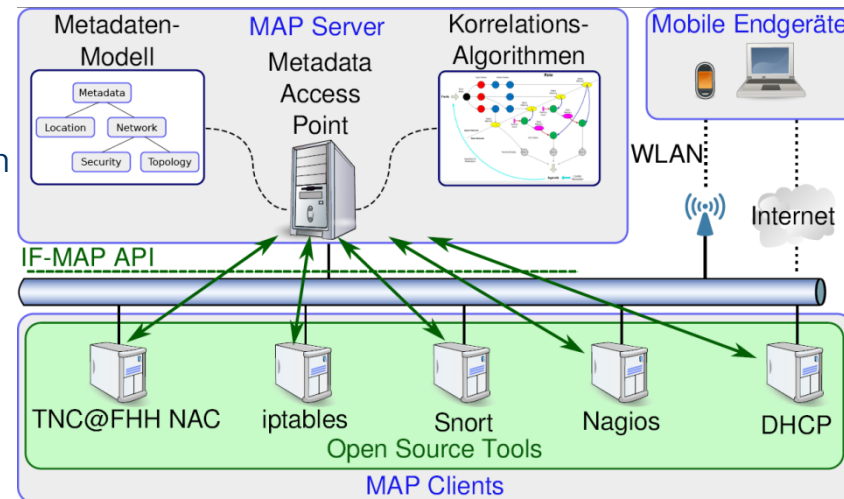 Metadaten-
Modell
MAP Server
Metadata
Access
Point
Korrelations-
Algorithmen
Mobile Endgeräte
Metadata
Location
Network
Security
Topology
n
WLAN
Internet
IF-MAP API
TNC@FHH NAC
iptables
Snort
Nagios
DHCP
Open Source Tools
MAP Clients